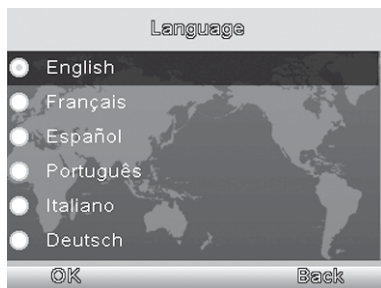 Language
English
Français
Español
Português
Italiano
Deutsch
OK Back